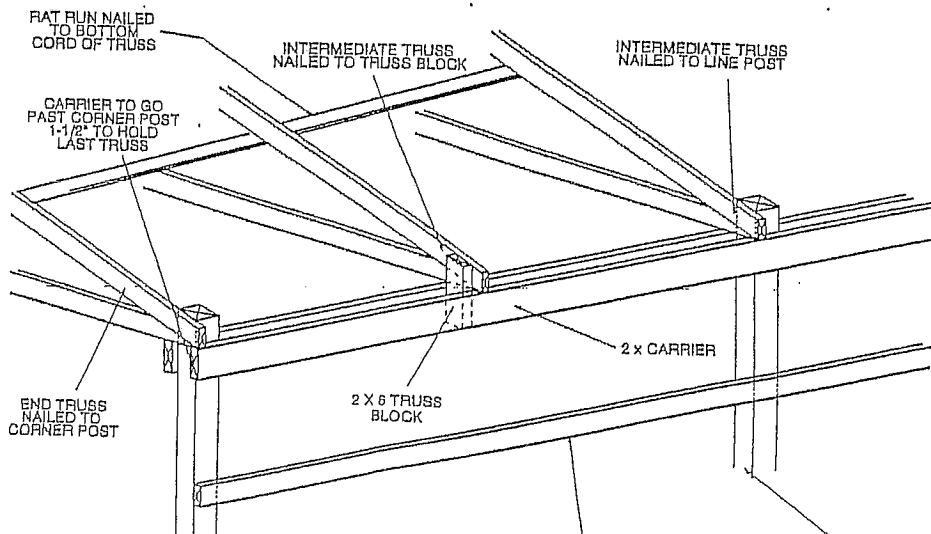 RAT RUN NAILED
TO BOTTOM
CORD OF TRUSS
INTERMEDIATE TRUSS
NAILED TO TRUSS BLOCK
INTERMEDIATE TRUSS
NAILED TO LINE POST
CARRIER TO GO
PAST CORNER POST
1-1/2" TO HOLD
LAST TRUSS
2 x CARRIER
2 X 6 TRUSS
BLOCK
END TRUSS
NAILED TO
CORNER POST